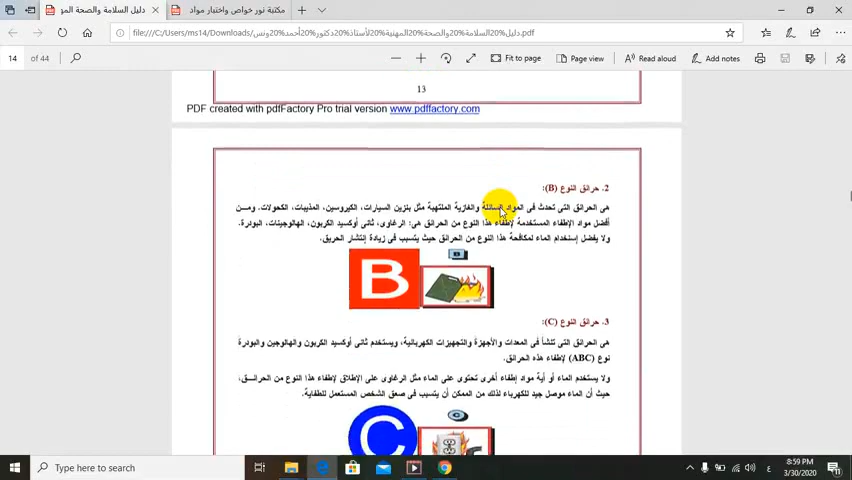 دليل السلامة والصحة المو
مكتبة نور خواص واختبار مواد
file:///C:/Users/ms14/Downloads/دليل%20السلامة%20والصحة%20المهنية%20لأستاذ%20دكتور%20أحمد%20ونس.pdf
14 of 44
Fit to page
Page view
Read aloud
Add notes
13
PDF created with pdfFactory Pro trial version www.pdffactory.com
2. حرائق النوع (B):
هى الحرائق التى تحدث فى المواد السائلة والغازية الملتهبة مثل بنزين السيارات، الكيروسين، المذيبات، الكحولات. ومـــن
أفضل مواد الإطفاء المستخدمة لإطفاء هذا النوع من الحرائق هى: الرغاوى، ثانى أوكسيد الكربون، الهالوجينات، البودرة.
ولا يفضل إستخدام الماء لمكافحة هذا النوع من الحرائق حيث يتسبب فى زيادة إنتشار الحريق.
B
B
3. حرائق النوع (C):
هى الحرائق التى تنشأ فى المعدات والأجهزة والتجهيزات الكهربائية، ويستخدم ثانى أوكسيد الكربون والهالوجين والبودرة
نوع (ABC) لإطفاء هذه الحرائق.
ولا يستخدم الماء أو أية مواد إطفاء أخرى تحتوى على الماء مثل الرغاوى على الإطلاق لإطفاء هذا النوع من الحرائـــق،
حيث أن الماء موصل جيد للكهرباء لذلك من الممكن أن يتسبب فى صعق الشخص المستعمل للطفاية.
C
C
Type here to search
ع
8:59 PM
3/30/2020
11